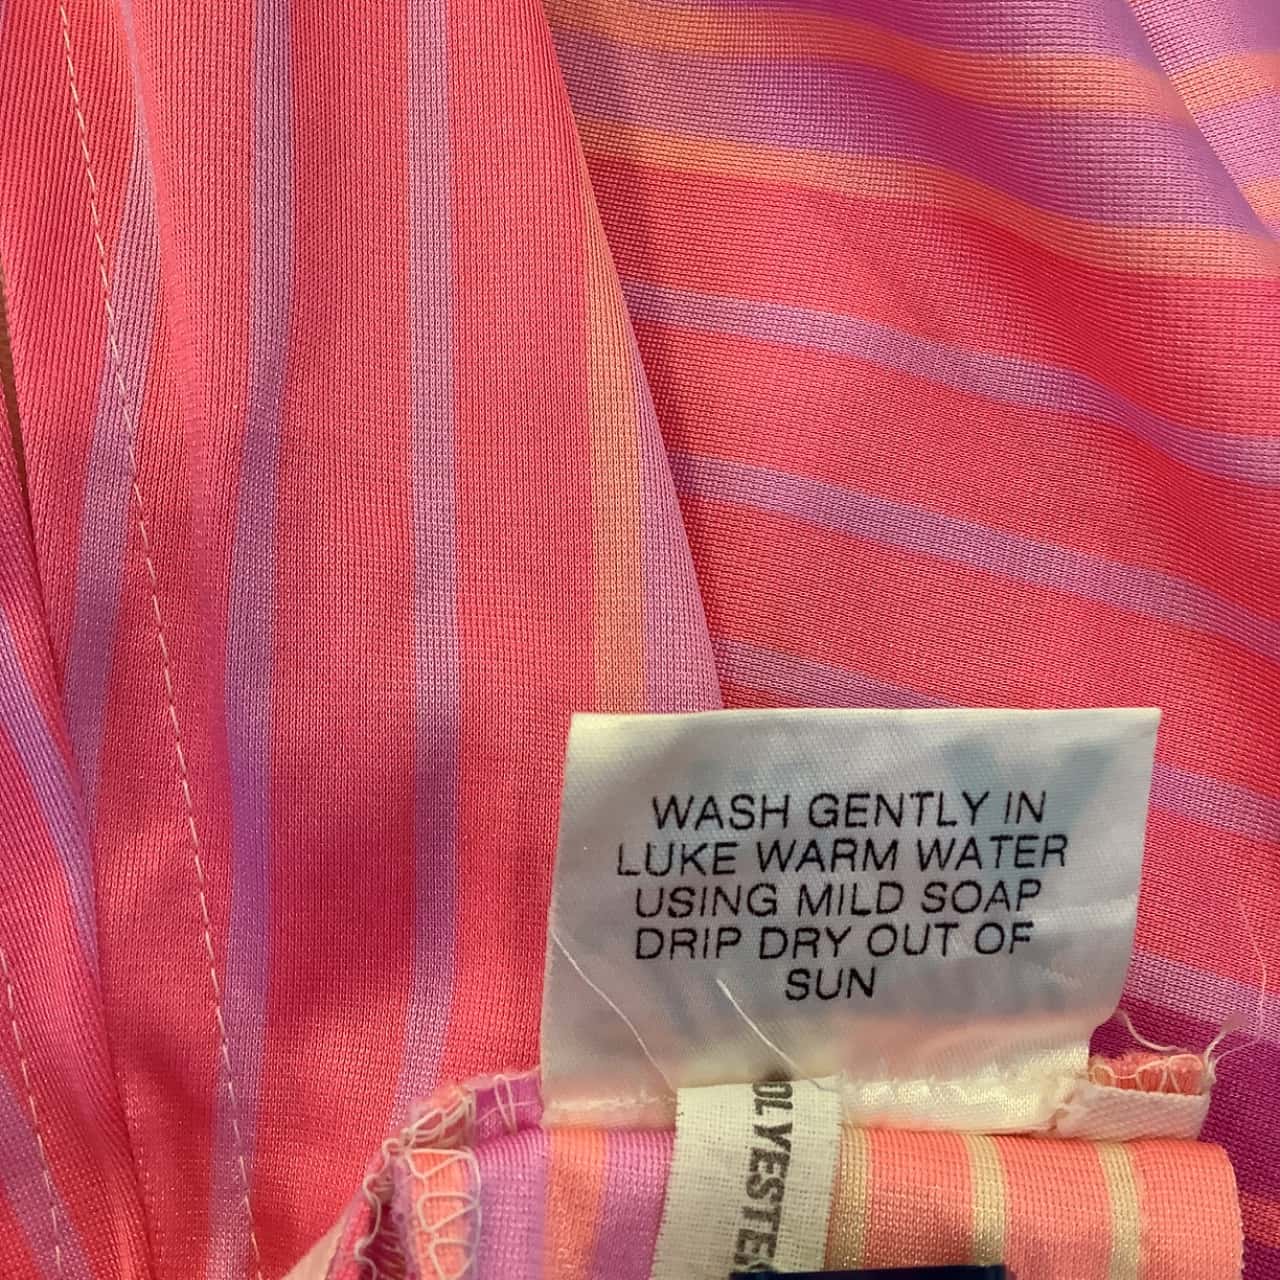 WASH GENTLY IN
LUKE WARM WATER
USING MILD SOAP
DRIP DRY OUT OF
SUN